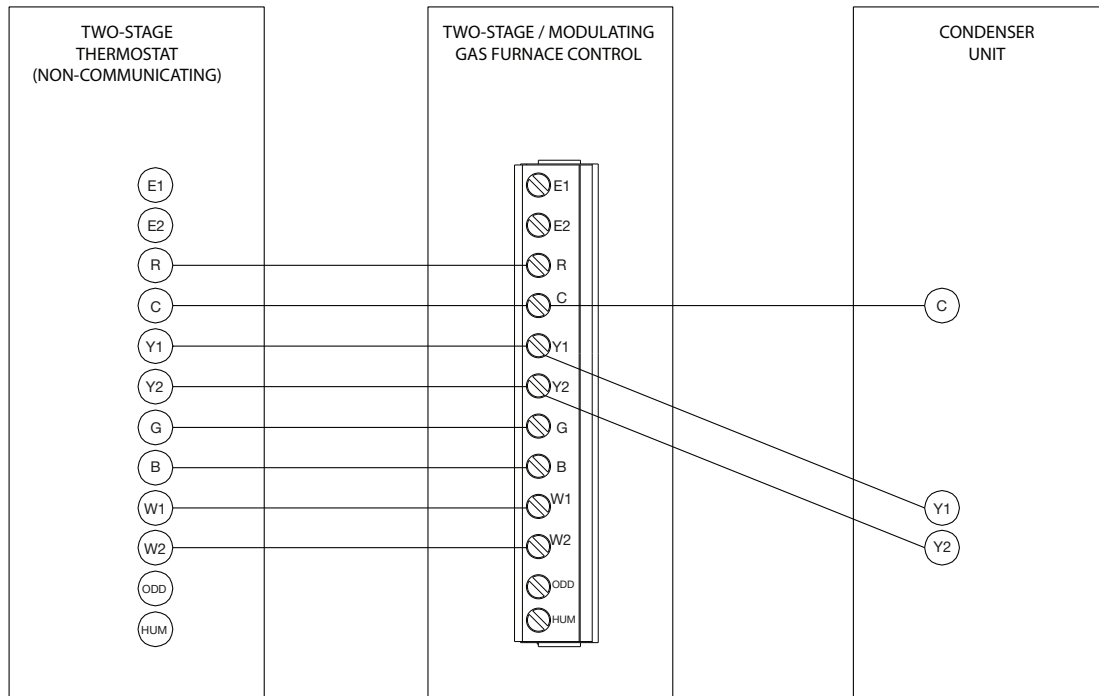 TWO-STAGE
THERMOSTAT
(NON-COMMUNICATING)
TWO-STAGE / MODULATING
GAS FURNACE CONTROL
CONDENSER
UNIT
E1
E2
R
C
Y1
Y2
G
B
W1
W2
ODD
HUM
E1
E2
R
C
Y1
Y2
G
B
W1
W2
ODD
HUM
C
Y1
Y2